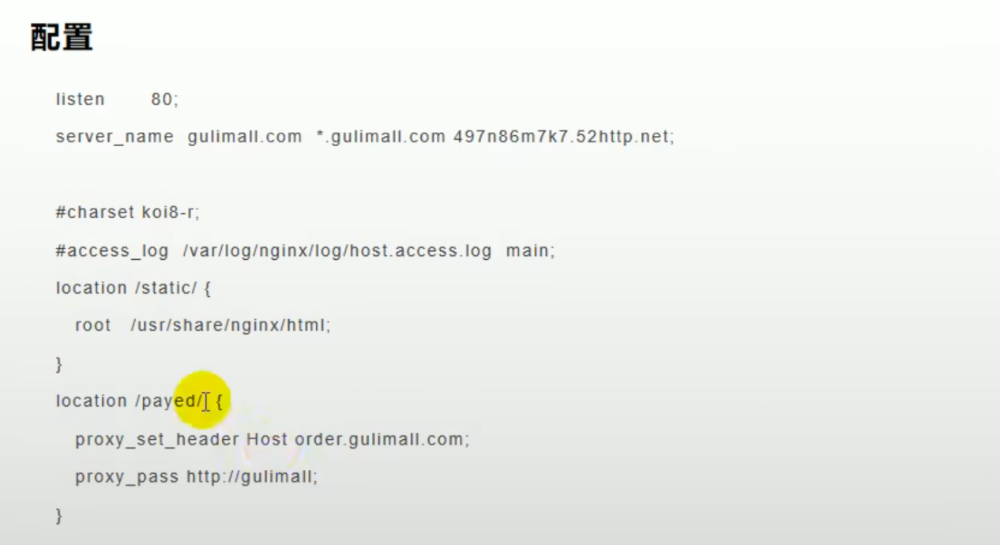 配置
listen 80;
server_name gulimall.com *.gulimall.com 497n86m7k7.52http.net;
#charset koi8-r;
#access_log /var/log/nginx/log/host.access.log main;
location /static/ {
root /usr/share/nginx/html;
}
location /payed/ {
proxy_set_header Host order.gulimall.com;
proxy_pass http://gulimall;
}